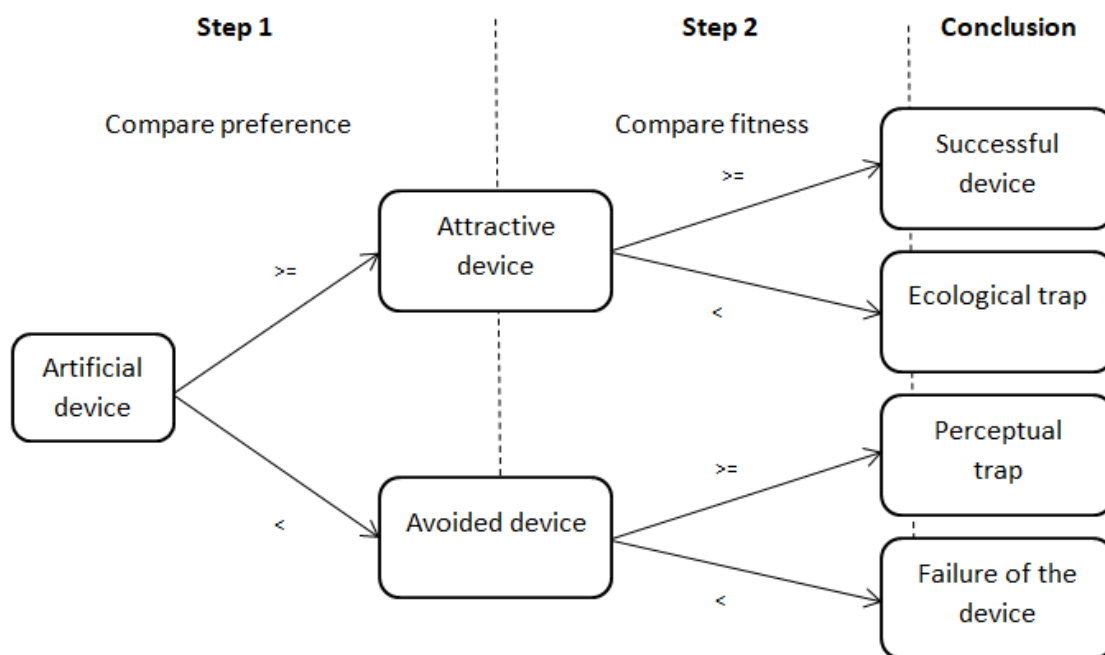 Step 1
Step 2
Conclusion
Compare preference
Compare fitness
>=
<
Artificial
device
Attractive
device
Avoided device
>=
<
>=
<
Successful
device
Ecological trap
Perceptual
trap
Failure of the
device